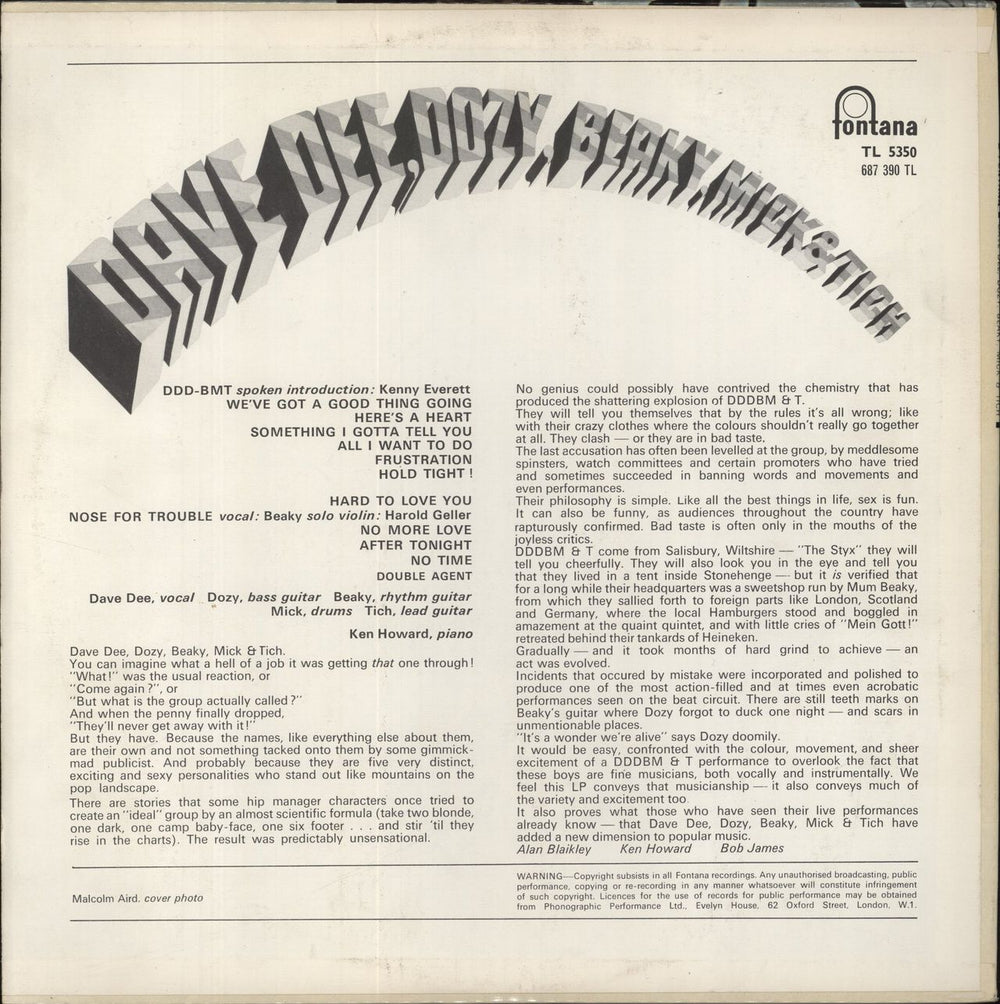 DAVE DEE, DOZY, BEAKY, MICK & TICH
fontana
TL 5350
687 390 TL
DDD-BMT spoken introduction: Kenny Everett
WE'VE GOT A GOOD THING GOING
HERE'S A HEART
SOMETHING I GOTTA TELL YOU
ALL I WANT TO DO
FRUSTRATION
HOLD TIGHT!
HARD TO LOVE YOU
NOSE FOR TROUBLE vocal: Beaky solo violin: Harold Geller
NO MORE LOVE
AFTER TONIGHT
NO TIME
DOUBLE AGENT
Dave Dee, vocal Dozy, bass guitar Beaky, rhythm guitar
Mick, drums Tich, lead guitar
Ken Howard, piano
Dave Dee, Dozy, Beaky, Mick & Tich.
You can imagine what a hell of a job it was getting that one through!
"What!" was the usual reaction, or
"Come again?", or
"But what is the group actually called?"
And when the penny finally dropped,
"They'll never get away with it!"
But they have. Because the names, like everything else about them,
are their own and not something tacked onto them by some gimmick-
mad publicist. And probably because they are five very distinct,
exciting and sexy personalities who stand out like mountains on the
pop landscape.
There are stories that some hip manager characters once tried to
create an "ideal" group by an almost scientific formula (take two blonde,
one dark, one camp baby-face, one six footer . . . and stir 'til they
rise in the charts). The result was predictably unsensational.
No genius could possibly have contrived the chemistry that has
produced the shattering explosion of DDDBM & T.
They will tell you themselves that by the rules it's all wrong; like
with their crazy clothes where the colours shouldn't really go together
at all. They clash — or they are in bad taste.
The last accusation has often been levelled at the group, by meddlesome
spinsters, watch committees and certain promoters who have tried
and sometimes succeeded in banning words and movements and
even performances.
Their philosophy is simple. Like all the best things in life, sex is fun.
It can also be funny, as audiences throughout the country have
rapturously confirmed. Bad taste is often only in the mouths of the
joyless critics.
DDDBM & T come from Salisbury, Wiltshire — "The Styx" they will
tell you cheerfully. They will also look you in the eye and tell you
that they lived in a tent inside Stonehenge — but it is verified that
for a long while their headquarters was a sweetshop run by Mum Beaky,
from which they sallied forth to foreign parts like London, Scotland
and Germany, where the local Hamburgers stood and boggled in
amazement at the quaint quintet, and with little cries of "Mein Gott!"
retreated behind their tankards of Heineken.
Gradually — and it took months of hard grind to achieve — an
act was evolved.
Incidents that occured by mistake were incorporated and polished to
produce one of the most action-filled and at times even acrobatic
performances seen on the beat circuit. There are still teeth marks on
Beaky's guitar where Dozy forgot to duck one night — and scars in
unmentionable places.
"It's a wonder we're alive" says Dozy doomily.
It would be easy, confronted with the colour, movement, and sheer
excitement of a DDDBM & T performance to overlook the fact that
these boys are fine musicians, both vocally and instrumentally. We
feel this LP conveys that musicianship — it also conveys much of
the variety and excitement too.
It also proves what those who have seen their live performances
already know — that Dave Dee, Dozy, Beaky, Mick & Tich have
added a new dimension to popular music.
Alan Blaikley Ken Howard Bob James
Malcolm Aird. cover photo
WARNING—Copyright subsists in all Fontana recordings. Any unauthorised broadcasting, public
performance, copying or re-recording in any manner whatsoever will constitute infringement
of such copyright. Licences for the use of records for public performance may be obtained
from Phonographic Performance Ltd., Evelyn House, 62 Oxford Street, London, W.1.